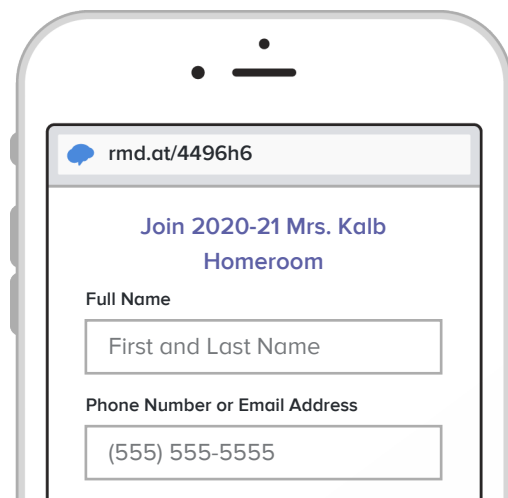 rmd.at/4496h6
Join 2020-21 Mrs. Kalb
Homeroom
Full Name
First and Last Name
Phone Number or Email Address
(555) 555-5555